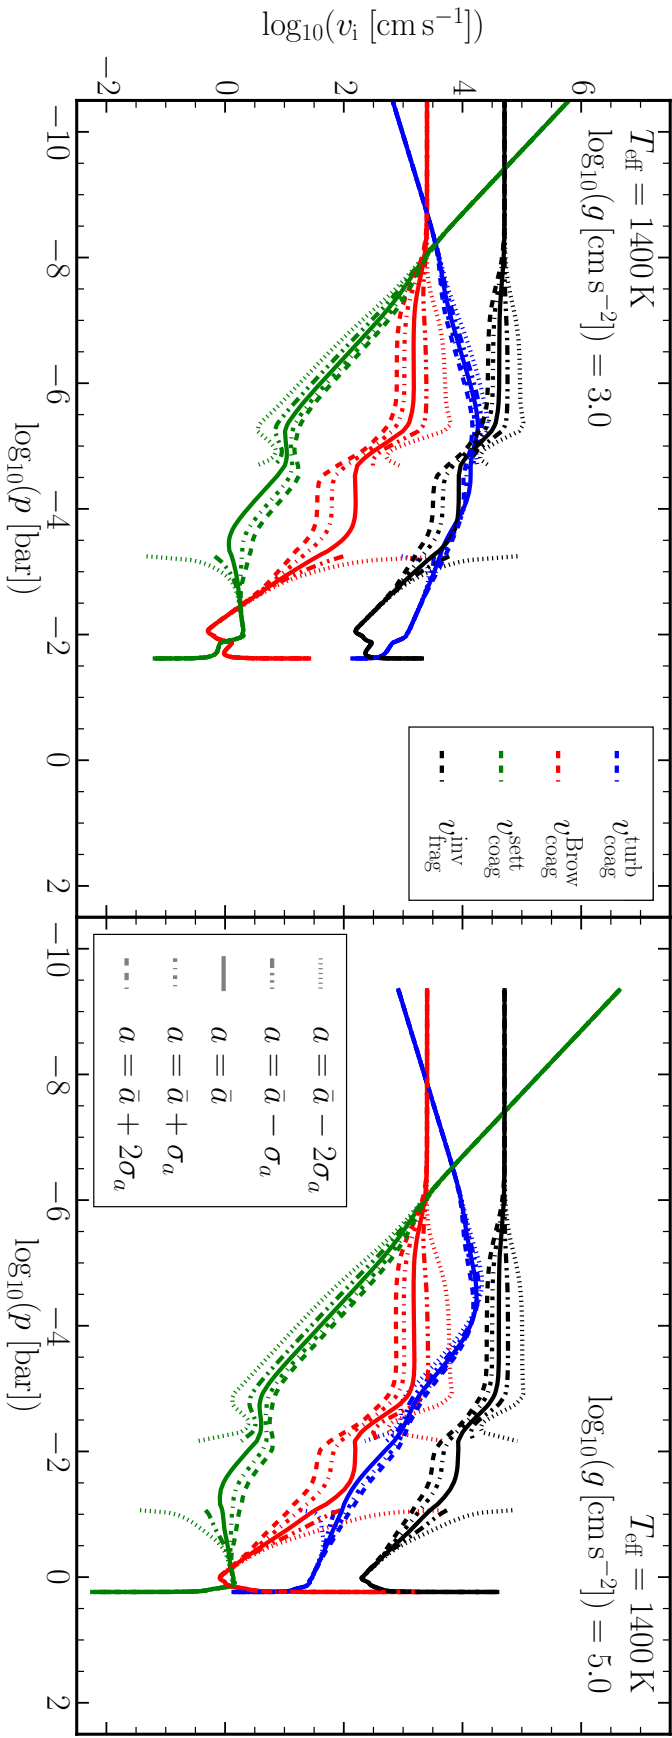 log₁₀(vᵢ [cm s⁻¹])
6
4
2
0
−2
T_eff = 1400 K
log₁₀(g [cm s⁻²]) = 3.0
v_coag^turb
v_coag^Brow
v_coag^sett
v_frag^inv
−10
−8
−6
−4
−2
0
2
log₁₀(p [bar])
T_eff = 1400 K
log₁₀(g [cm s⁻²]) = 5.0
a = ā − 2σₐ
a = ā − σₐ
a = ā
a = ā + σₐ
a = ā + 2σₐ
−10
−8
−6
−4
−2
0
2
log₁₀(p [bar])